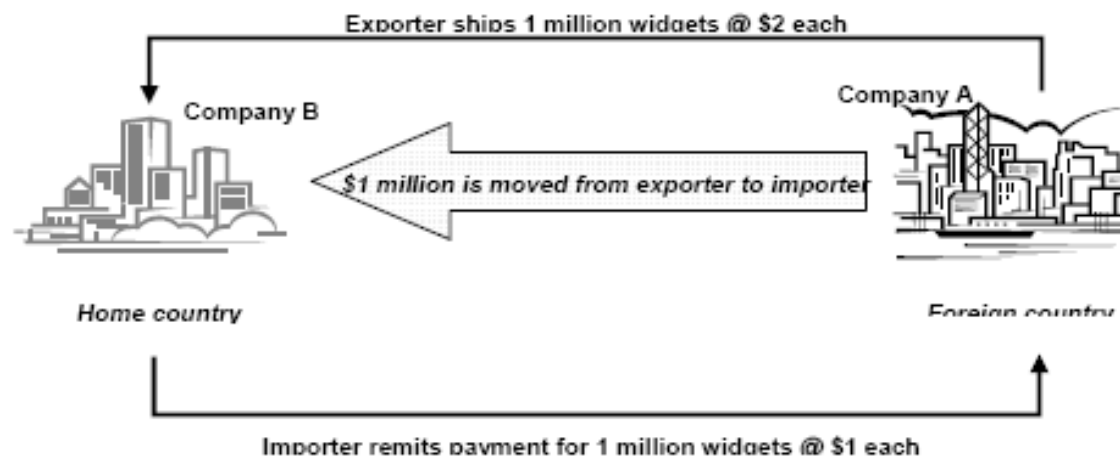 Exporter ships 1 million widgets @ $2 each
Company B
Company A
$1 million is moved from exporter to importer
Home country
Foreign country
Importer remits payment for 1 million widgets @ $1 each